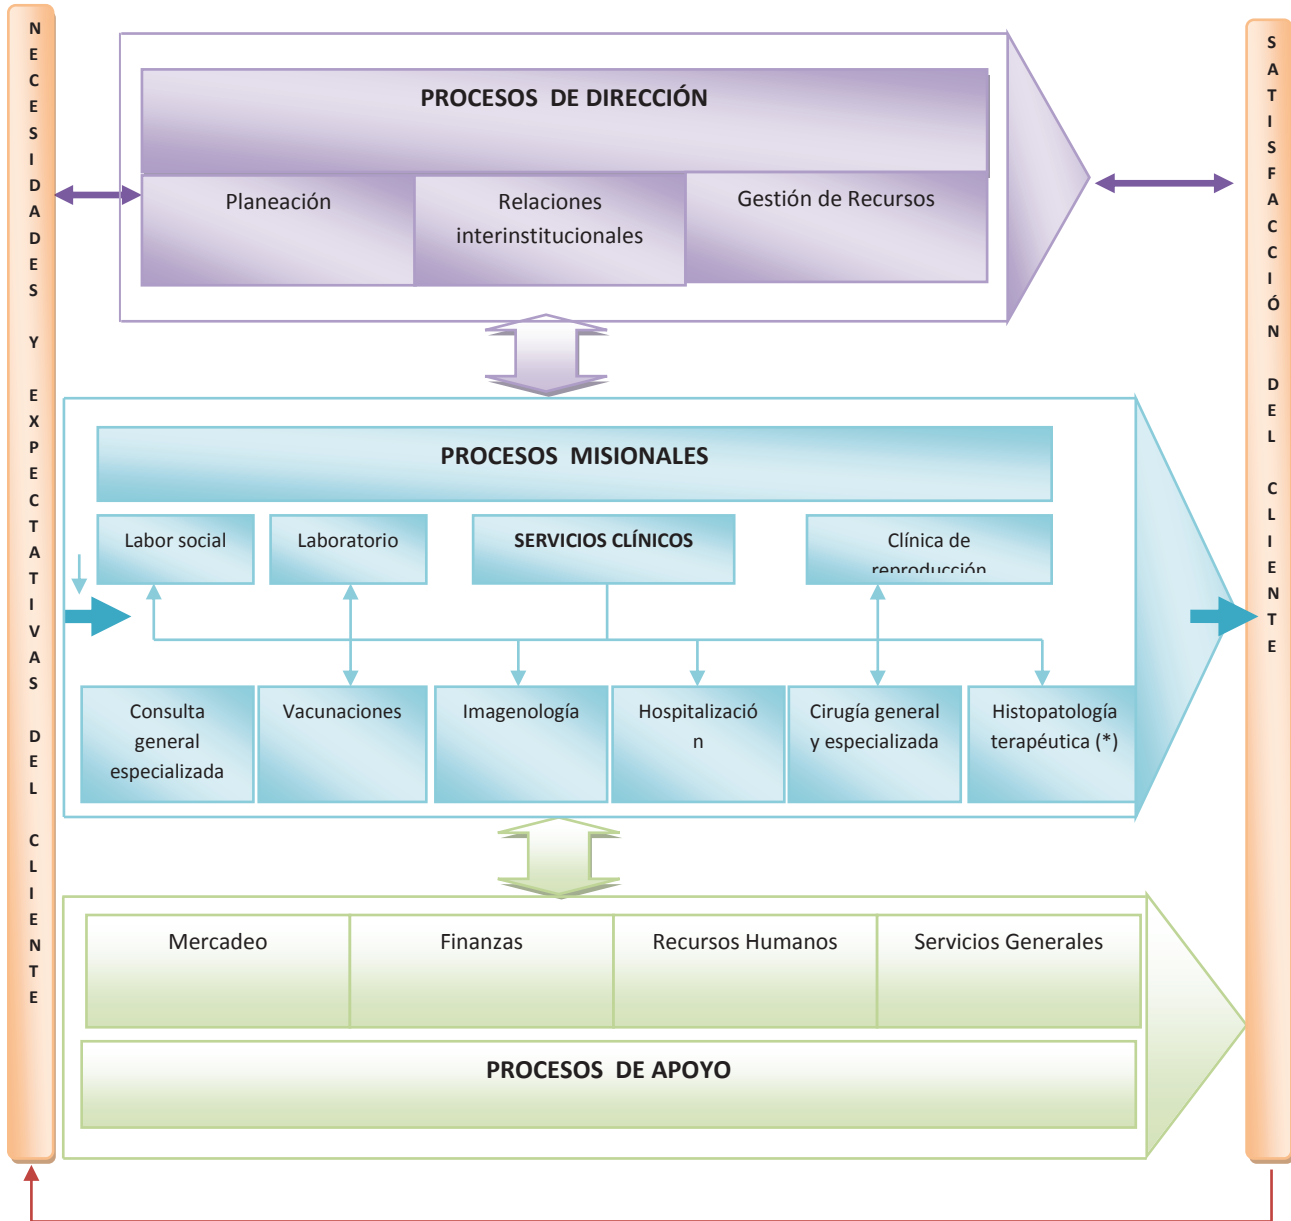 NECESIDADES Y EXPECTATIVAS DEL CLIENTE
PROCESOS DE DIRECCIÓN
Planeación
Relaciones
interinstitucionales
Gestión de Recursos
PROCESOS MISIONALES
Labor social
Laboratorio
SERVICIOS CLÍNICOS
Clínica de
reproducción
Consulta
general
especializada
Vacunaciones
Imagenología
Hospitalizació
n
Cirugía general
y especializada
Histopatología
terapéutica (*)
Mercadeo
Finanzas
Recursos Humanos
Servicios Generales
PROCESOS DE APOYO
SATISFACCIÓN DEL CLIENTE